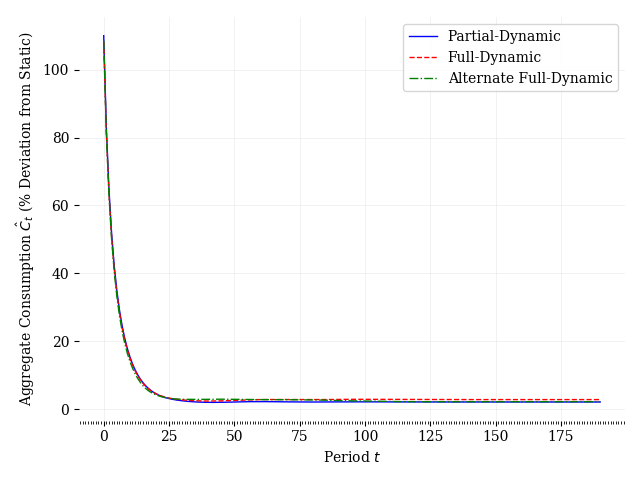 Partial-Dynamic
Full-Dynamic
Alternate Full-Dynamic
Aggregate Consumption Ĉ_t (% Deviation from Static)
100
80
60
40
20
0
0 25 50 75 100 125 150 175
Period t